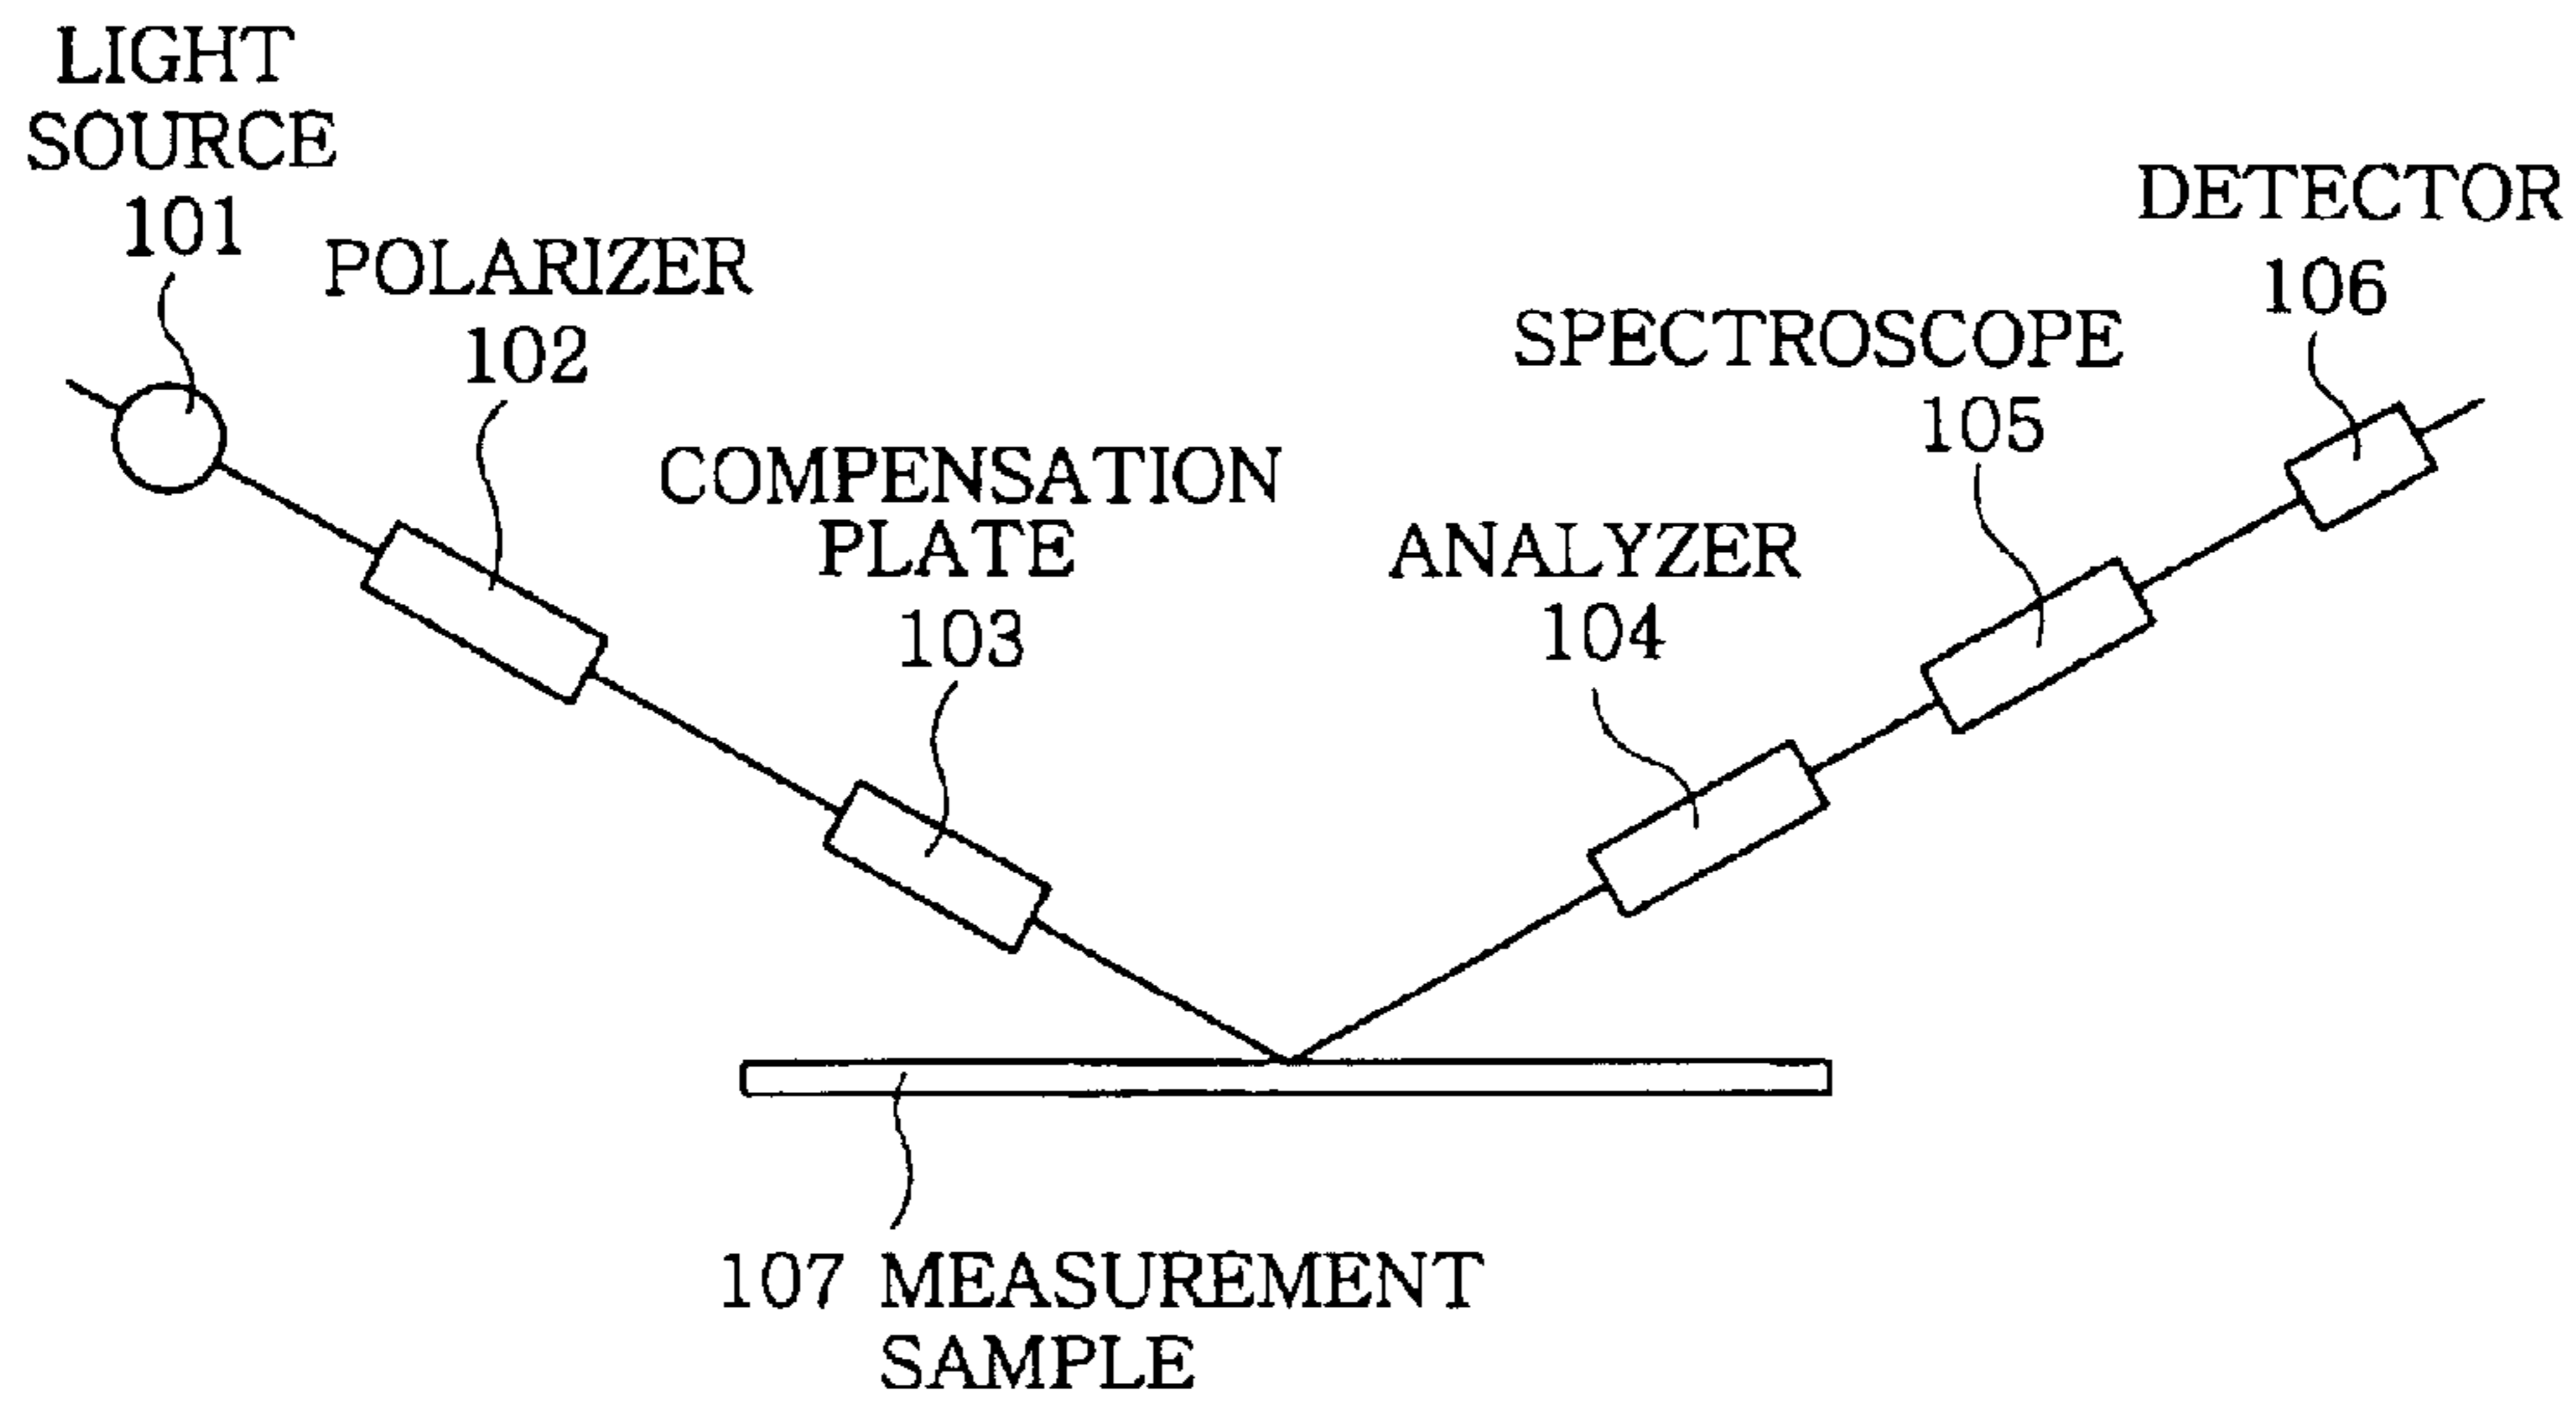 LIGHT
SOURCE
101
POLARIZER
102
COMPENSATION
PLATE
103
ANALYZER
104
SPECTROSCOPE
105
DETECTOR
106
107 MEASUREMENT
SAMPLE